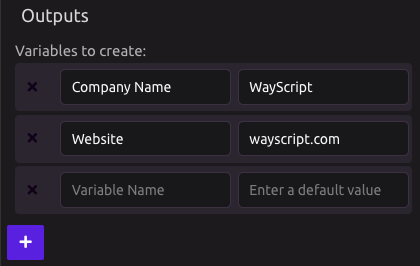 Outputs
Variables to create:
Company Name WayScript
Website wayscript.com
Variable Name Enter a default value